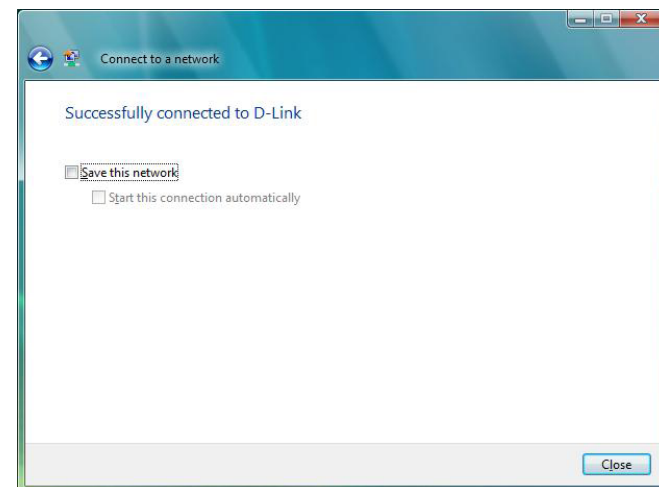 Connect to a network
Successfully connected to D-Link
Save this network
Start this connection automatically
Close